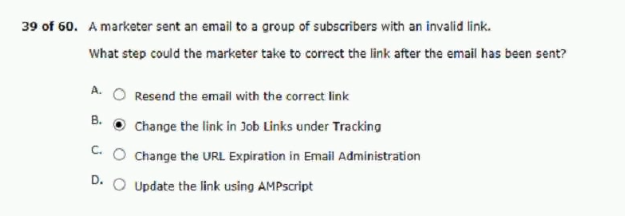 39 of 60. A marketer sent an email to a group of subscribers with an invalid link.
What step could the marketer take to correct the link after the email has been sent?
A. Resend the email with the correct link
B. Change the link in Job Links under Tracking
C. Change the URL Expiration in Email Administration
D. Update the link using AMPscript